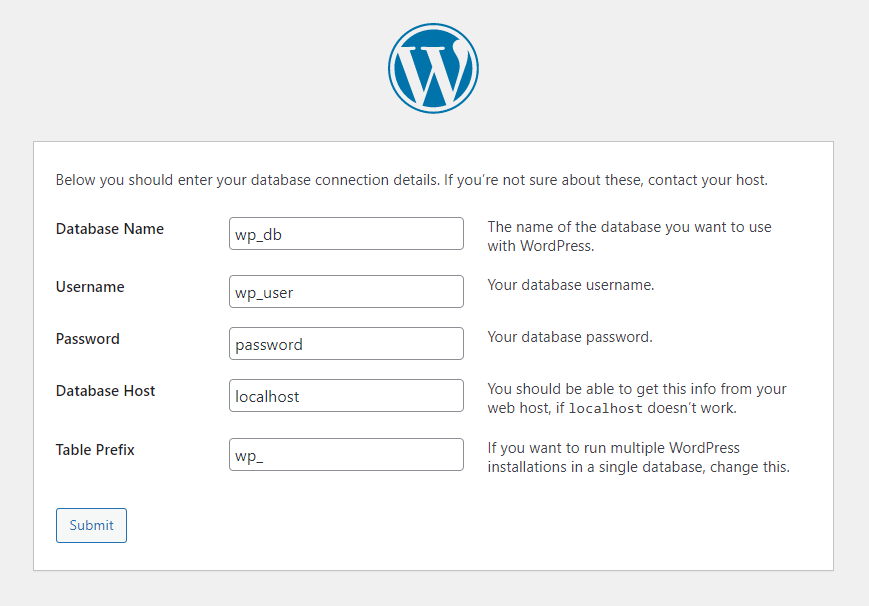 Below you should enter your database connection details. If you’re not sure about these, contact your host.
Database Name
wp_db
The name of the database you want to use
with WordPress.
Username
wp_user
Your database username.
Password
password
Your database password.
Database Host
localhost
You should be able to get this info from your
web host, if localhost doesn’t work.
Table Prefix
wp_
If you want to run multiple WordPress
installations in a single database, change this.
Submit